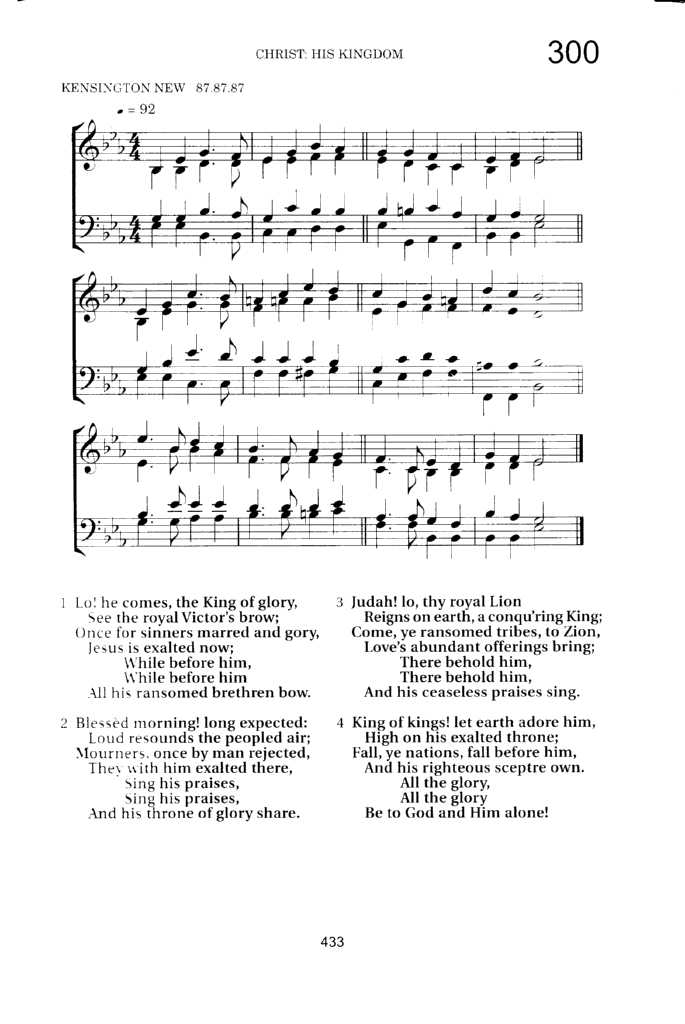 CHRIST: HIS KINGDOM
300
KENSINGTON NEW 87.87.87
♩ = 92
1 Lo! he comes, the King of glory,
See the royal Victor's brow;
Once for sinners marred and gory,
Jesus is exalted now;
While before him,
While before him
All his ransomed brethren bow.
2 Blessèd morning! long expected:
Loud resounds the peopled air;
Mourners, once by man rejected,
They with him exalted there,
Sing his praises,
Sing his praises,
And his throne of glory share.
3 Judah! lo, thy royal Lion
Reigns on earth, a conqu'ring King;
Come, ye ransomed tribes, to Zion,
Love's abundant offerings bring;
There behold him,
There behold him,
And his ceaseless praises sing.
4 King of kings! let earth adore him,
High on his exalted throne;
Fall, ye nations, fall before him,
And his righteous sceptre own.
All the glory,
All the glory
Be to God and Him alone!
433